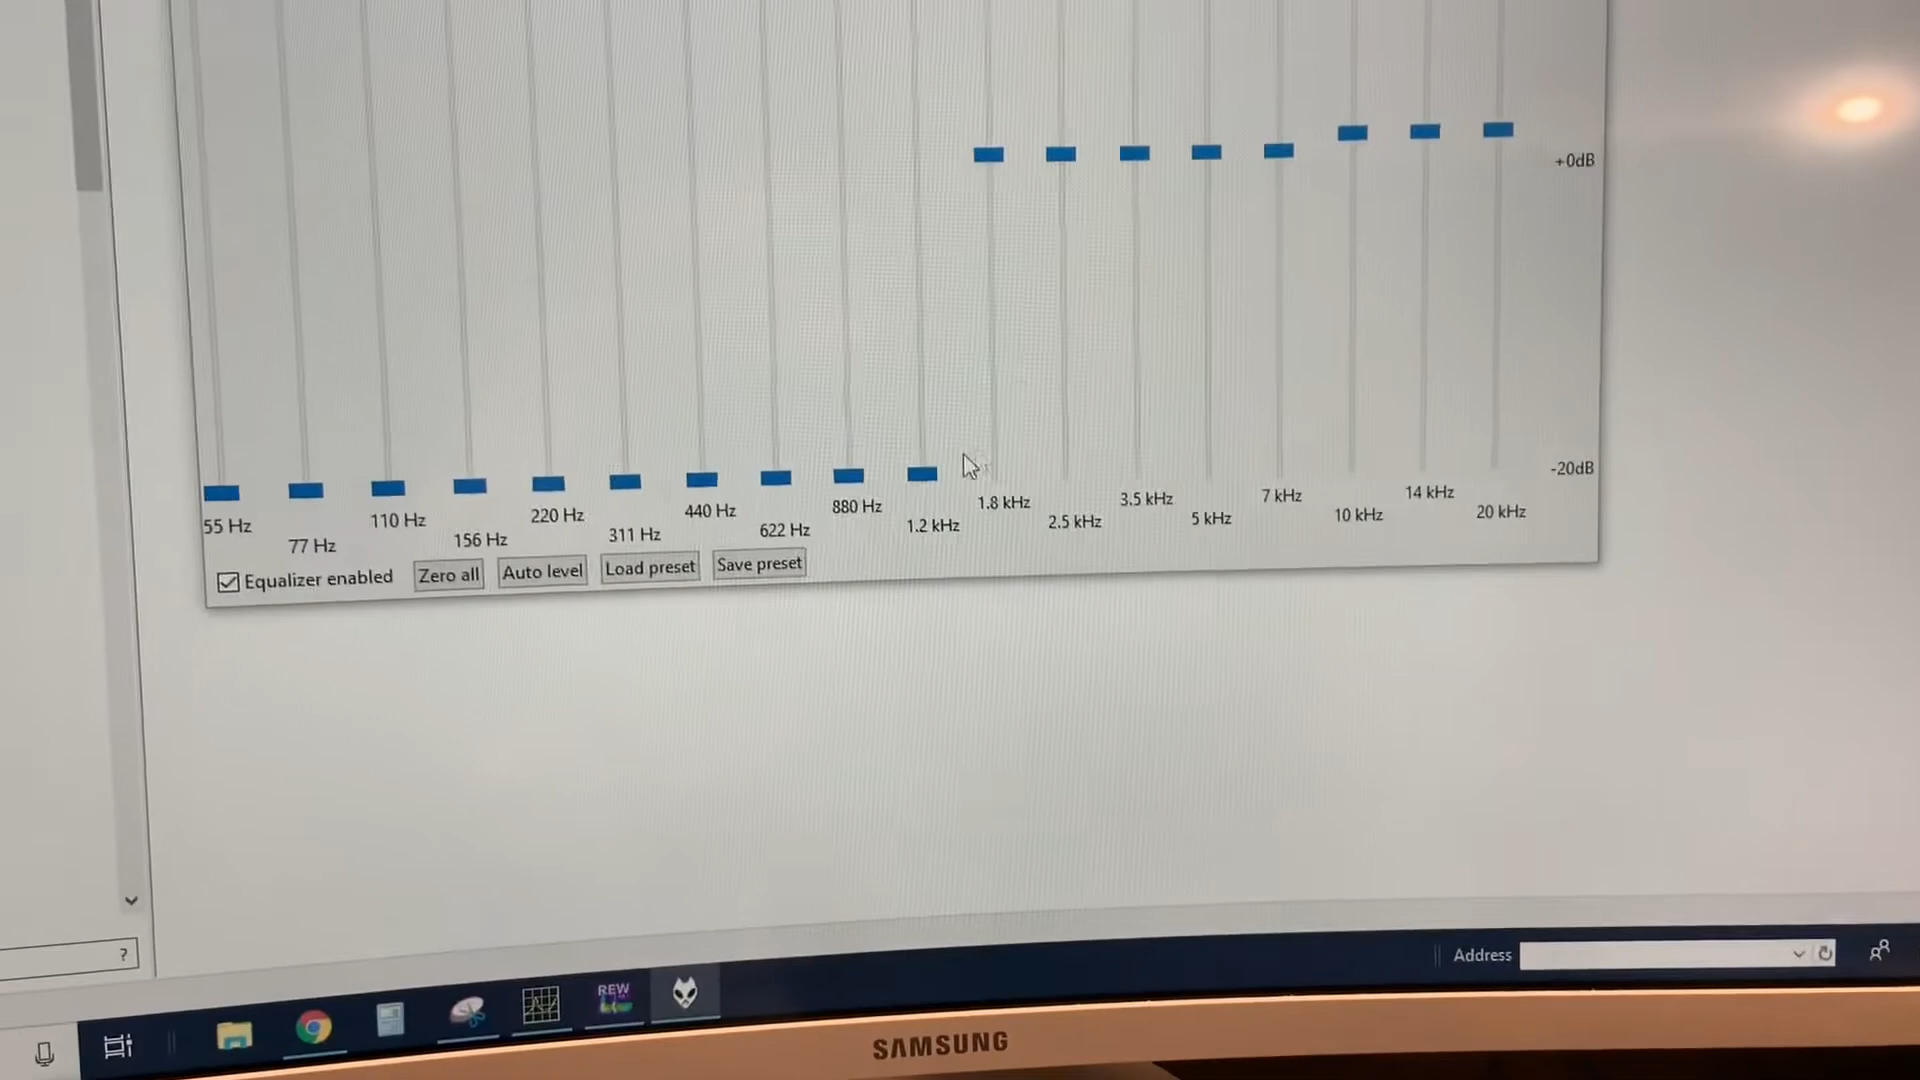 +0dB
-20dB
55 Hz
77 Hz
110 Hz
156 Hz
220 Hz
311 Hz
440 Hz
622 Hz
880 Hz
1.2 kHz
1.8 kHz
2.5 kHz
3.5 kHz
5 kHz
7 kHz
10 kHz
14 kHz
20 kHz
Equalizer enabled
Zero all
Auto level
Load preset
Save preset
?
Address
REW
SAMSUNG